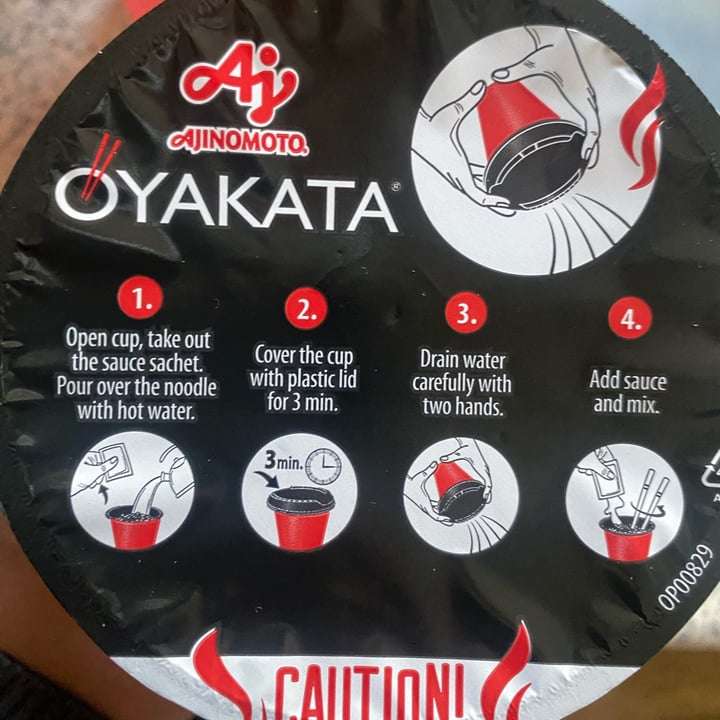 Aj
AJINOMOTO®
OYAKATA®
1.
Open cup, take out
the sauce sachet.
Pour over the noodle
with hot water.
2.
Cover the cup
with plastic lid
for 3 min.
3.
Drain water
carefully with
two hands.
4.
Add sauce
and mix.
3min.
OP00829
CAUTION!